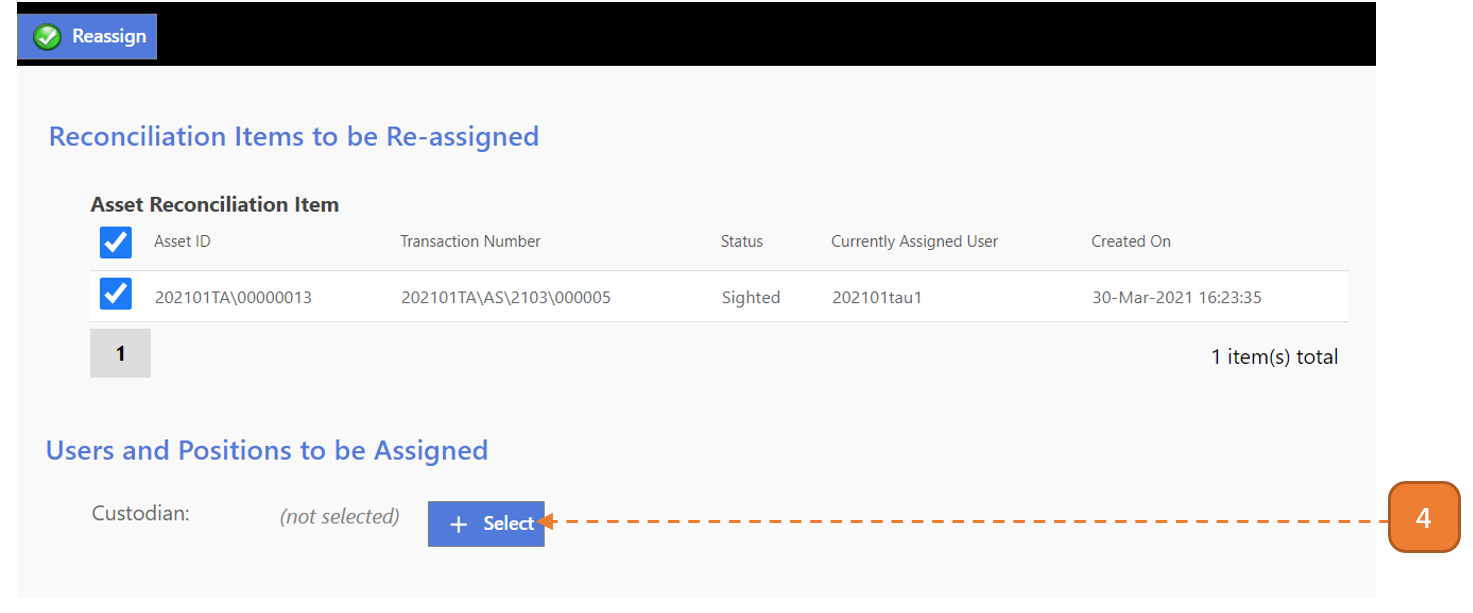 Reassign
Reconciliation Items to be Re-assigned
Asset Reconciliation Item
Asset ID Transaction Number Status Currently Assigned User Created On
202101TA\00000013 202101TA\AS\2103\000005 Sighted 202101tau1 30-Mar-2021 16:23:35
1 1 item(s) total
Users and Positions to be Assigned
Custodian: (not selected) + Select 4